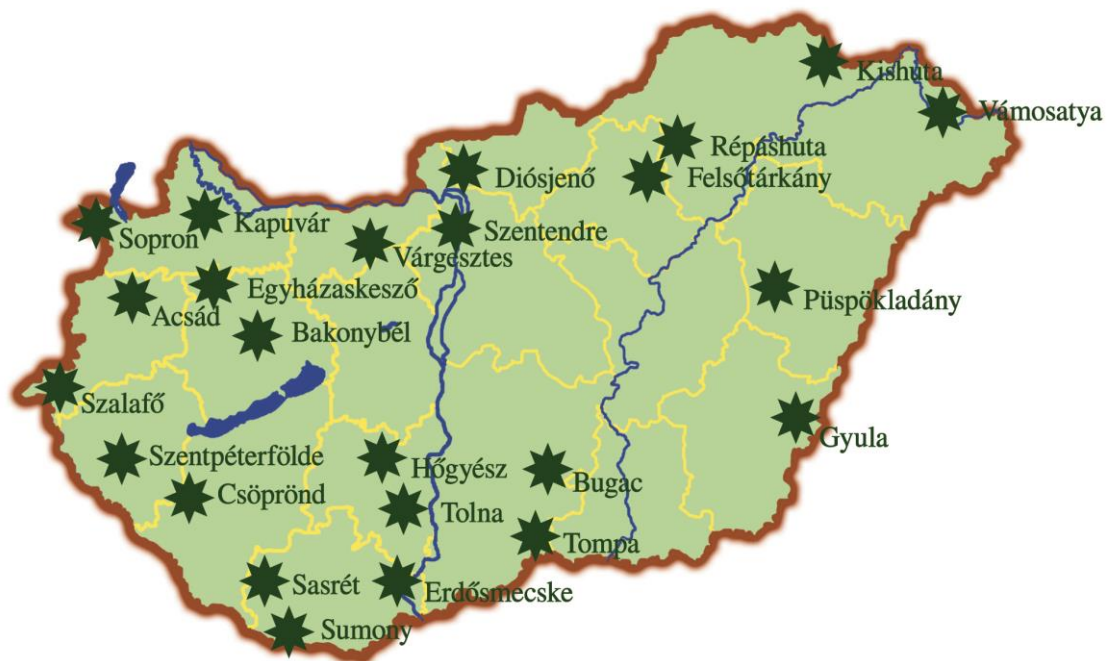 Kishuta
Vámosatya
Répáshuta
Diósjenő
Felsőtárkány
Kapuvár
Sopron
Szentendre
Várgesztes
Egyházaskesző
Püspökladány
Acsád
Bakonybél
Szalafő
Gyula
Szentpéterfölde
Hőgyész
Bugac
Csöprönd
Tolna
Tompa
Sasrét
Erdősmecske
Sumony